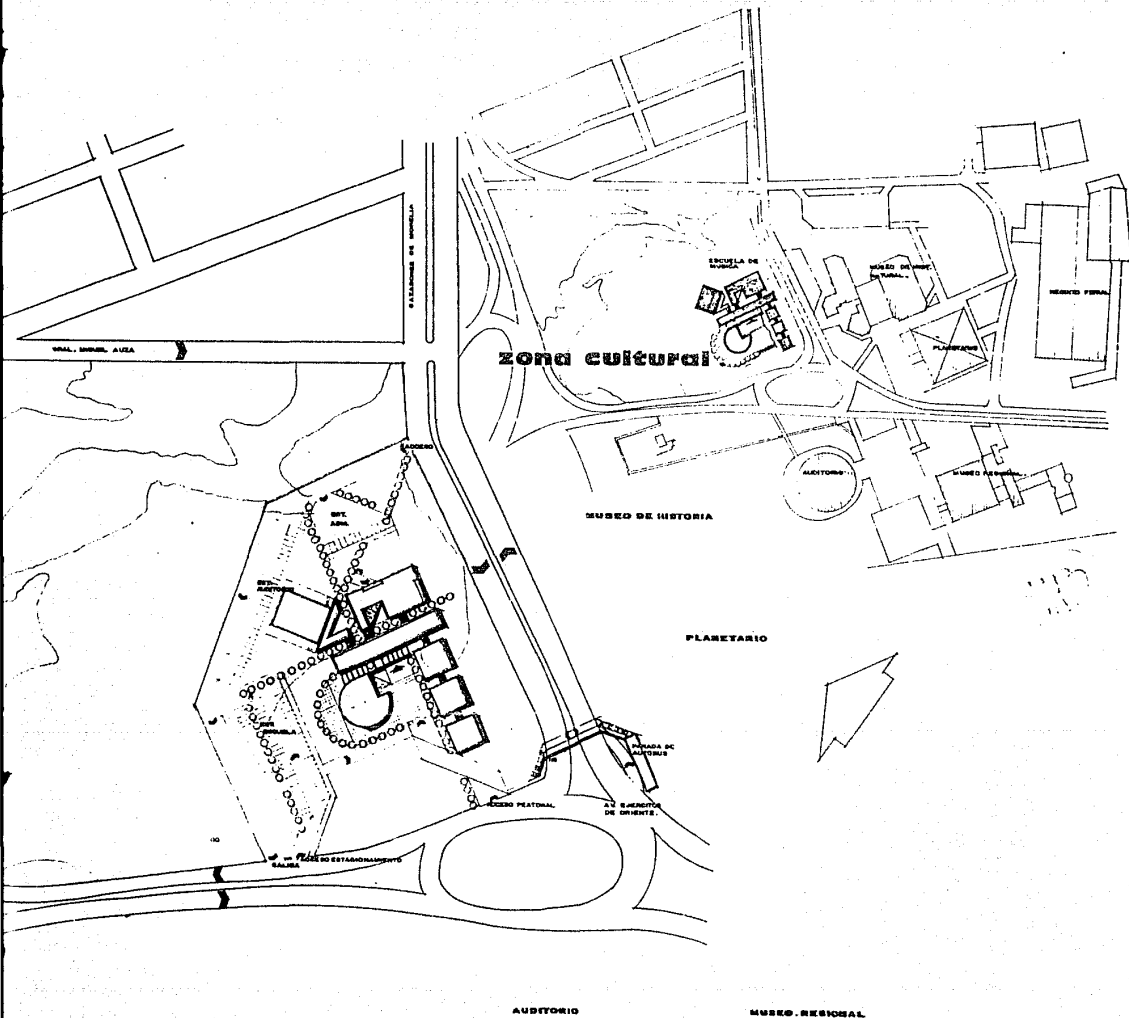 CAZADORES DE MORELIA
GRAL. MIGUEL AUZA
ESCUELA DE
MUSICA
MUSEO DE HIST.
NATURAL.
RECINTO FERIAL
PLANETARIO
zona cultural
AUDITORIO
MUSEO REGIONAL
ACCESO
MUSEO DE HISTORIA
EST.
ADM.
EST.
AUDITORIO
PLANETARIO
EST.
ESCUELA
PARADA DE
AUTOBUS
ACCESO PEATONAL
AV. EJERCITOS
DE ORIENTE.
ACCESO ESTACIONAMIENTO
SALIDA
AUDITORIO
MUSEO.REGIONAL